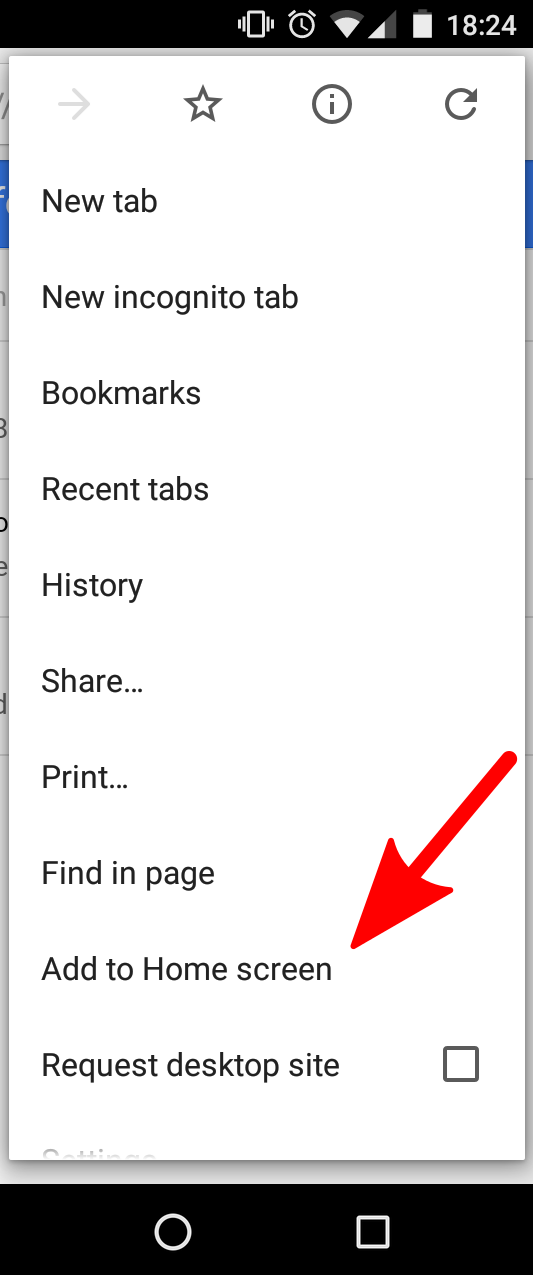 18:24
New tab
New incognito tab
Bookmarks
Recent tabs
History
Share…
Print…
Find in page
Add to Home screen
Request desktop site
Settings